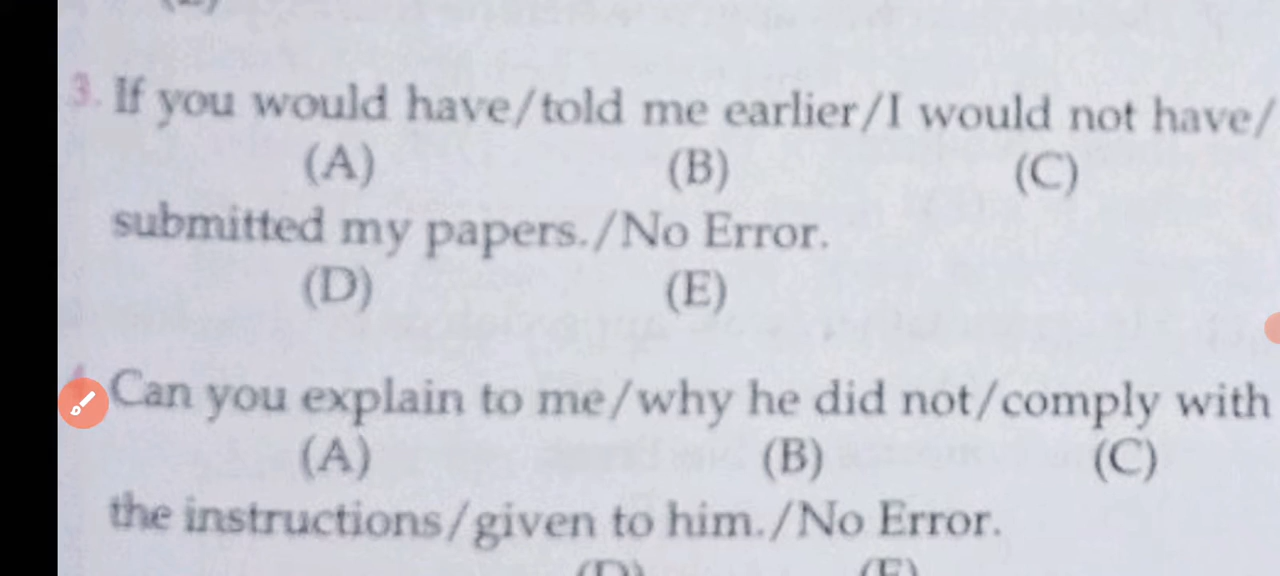 3. If you would have/told me earlier/I would not have/
(A) (B) (C)
submitted my papers./No Error.
(D) (E)
Can you explain to me/why he did not/comply with
(A) (B) (C)
the instructions/given to him./No Error.
(D) (E)